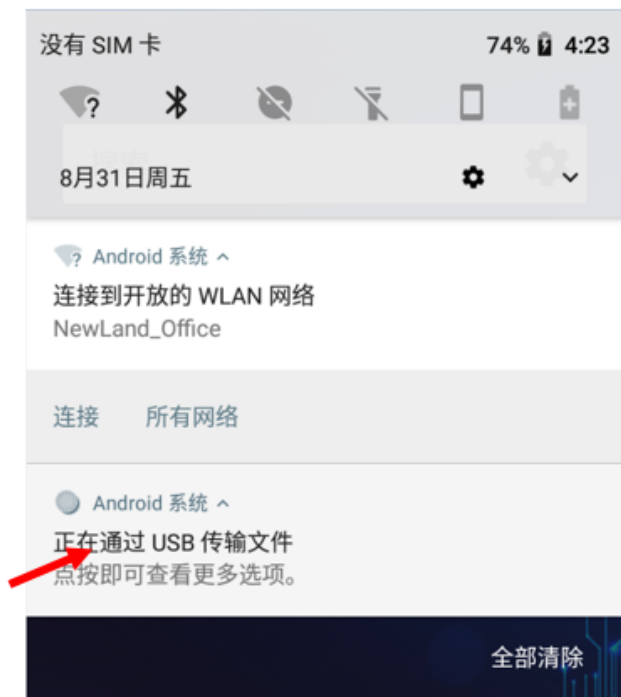 没有 SIM 卡 74% 4:23
8月31日周五
Android 系统
连接到开放的 WLAN 网络
NewLand_Office
连接 所有网络
Android 系统
正在通过 USB 传输文件
点按即可查看更多选项。
全部清除